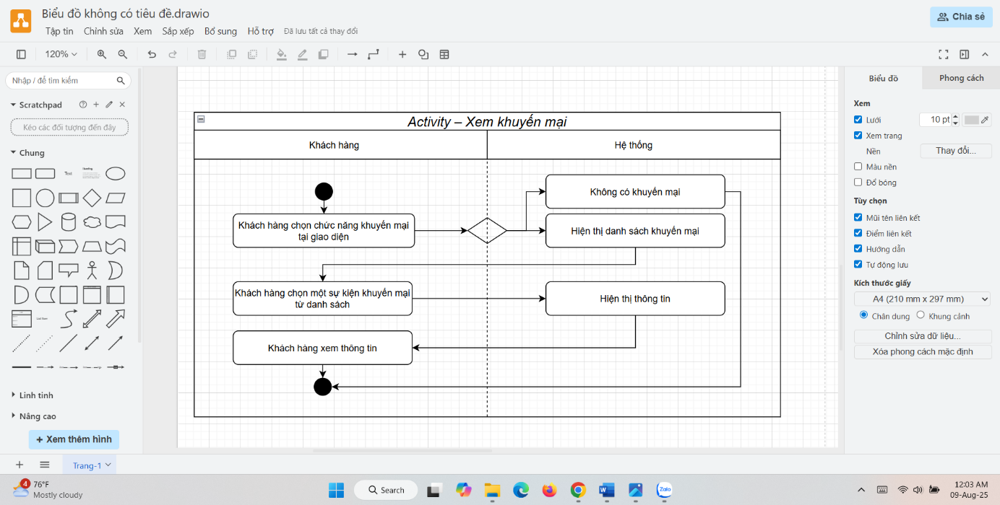 Biểu đồ không có tiêu đề.drawio
Tập tin Chỉnh sửa Xem Sắp xếp Bổ sung Hỗ trợ Đã lưu tất cả thay đổi
Chia sẻ
120%
Nhập / để tìm kiếm
Scratchpad
Kéo các đối tượng đến đây
Chung
Text
Heading
List Item
Linh tinh
Nâng cao
+ Xem thêm hình
Activity – Xem khuyến mại
Khách hàng
Hệ thống
Không có khuyến mại
Khách hàng chọn chức năng khuyến mại
tại giao diện
Hiện thị danh sách khuyến mại
Khách hàng chọn một sự kiện khuyến mại
từ danh sách
Hiện thị thông tin
Khách hàng xem thông tin
Biểu đồ
Phong cách
Xem
Lưới
10 pt
Xem trang
Nền
Thay đổi...
Màu nền
Đổ bóng
Tùy chọn
Mũi tên liên kết
Điểm liên kết
Hướng dẫn
Tự động lưu
Kích thước giấy
A4 (210 mm x 297 mm)
Chân dung Khung cảnh
Chỉnh sửa dữ liệu...
Xóa phong cách mặc định
Trang-1
4
76°F
Mostly cloudy
Search
Zalo
12:03 AM
09-Aug-25